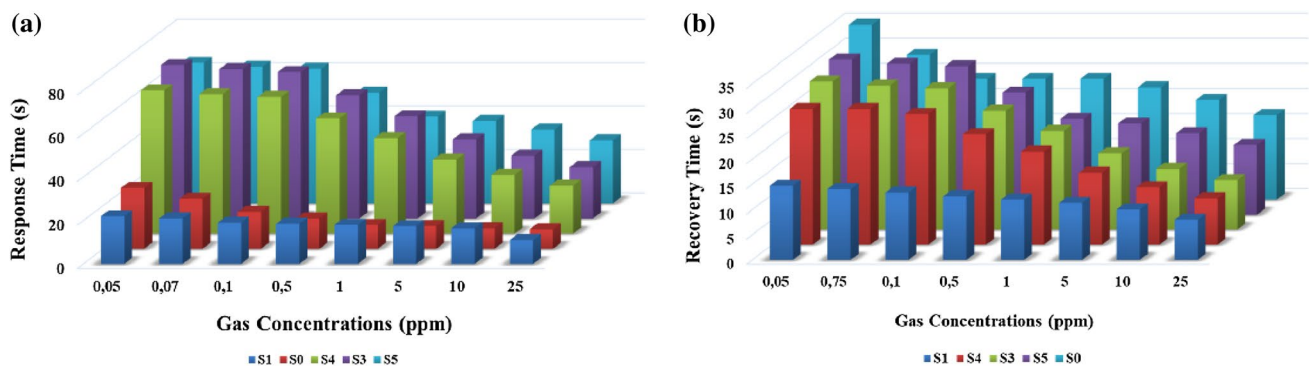 (a)
Response Time (s)
80
60
40
20
0
0,05 0,07 0,1 0,5 1 5 10 25
Gas Concentrations (ppm)
S1 S0 S4 S3 S5
(b)
Recovery Time (s)
35
30
25
20
15
10
5
0
0,05 0,75 0,1 0,5 1 5 10 25
Gas Concentrations (ppm)
S1 S4 S3 S5 S0